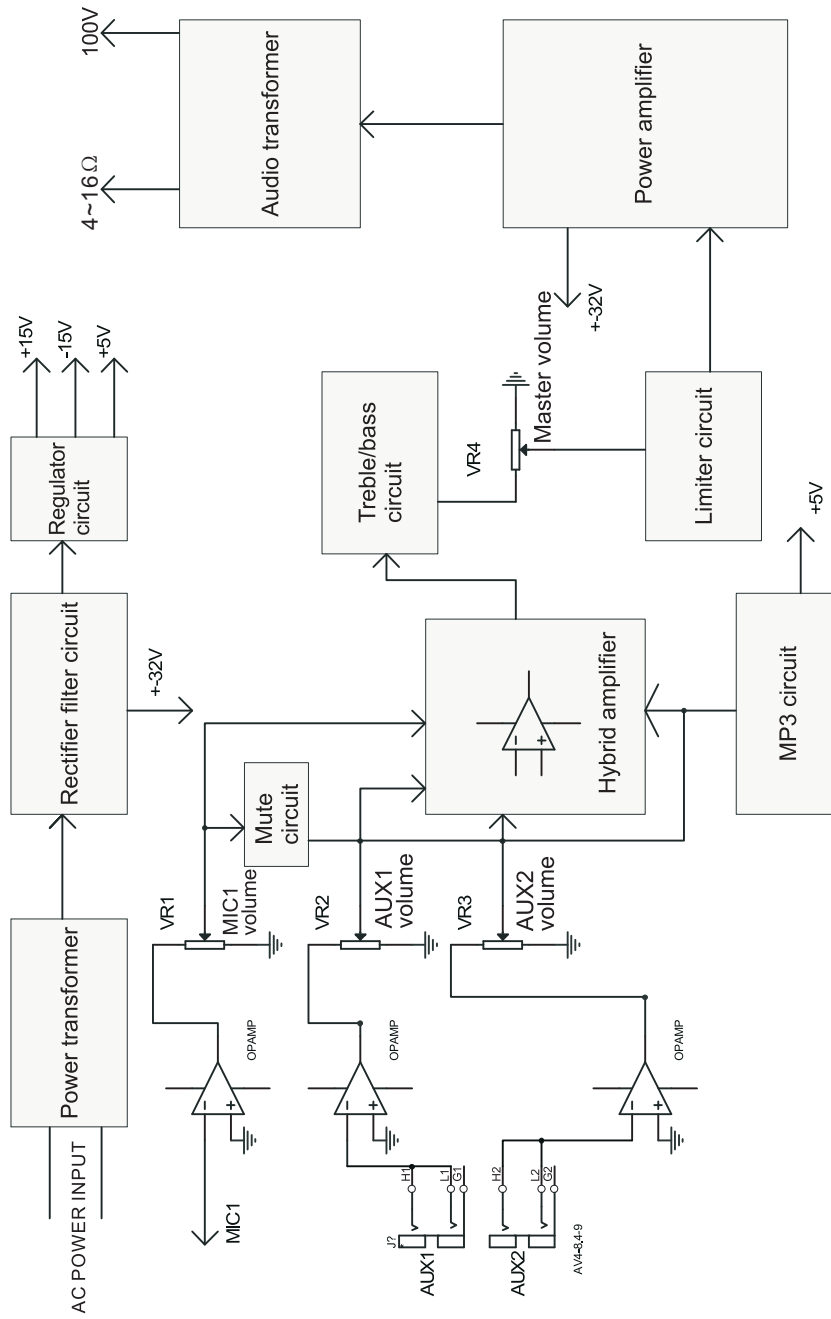 AC POWER INPUT
Power transformer
Rectifier filter circuit
+-32V
Regulator
circuit
+15V
-15V
+5V
MIC1
OPAMP
VR1
MIC1
volume
Mute
circuit
J?
AUX1
H1
L1
G1
OPAMP
VR2
AUX1
volume
AUX2
AV4-8.4-9
H2
L2
G2
OPAMP
VR3
AUX2
volume
Hybrid amplifier
MP3 circuit
+5V
Treble/bass
circuit
VR4
Master volume
Limiter circuit
Power amplifier
+-32V
Audio transformer
4~16Ω
100V